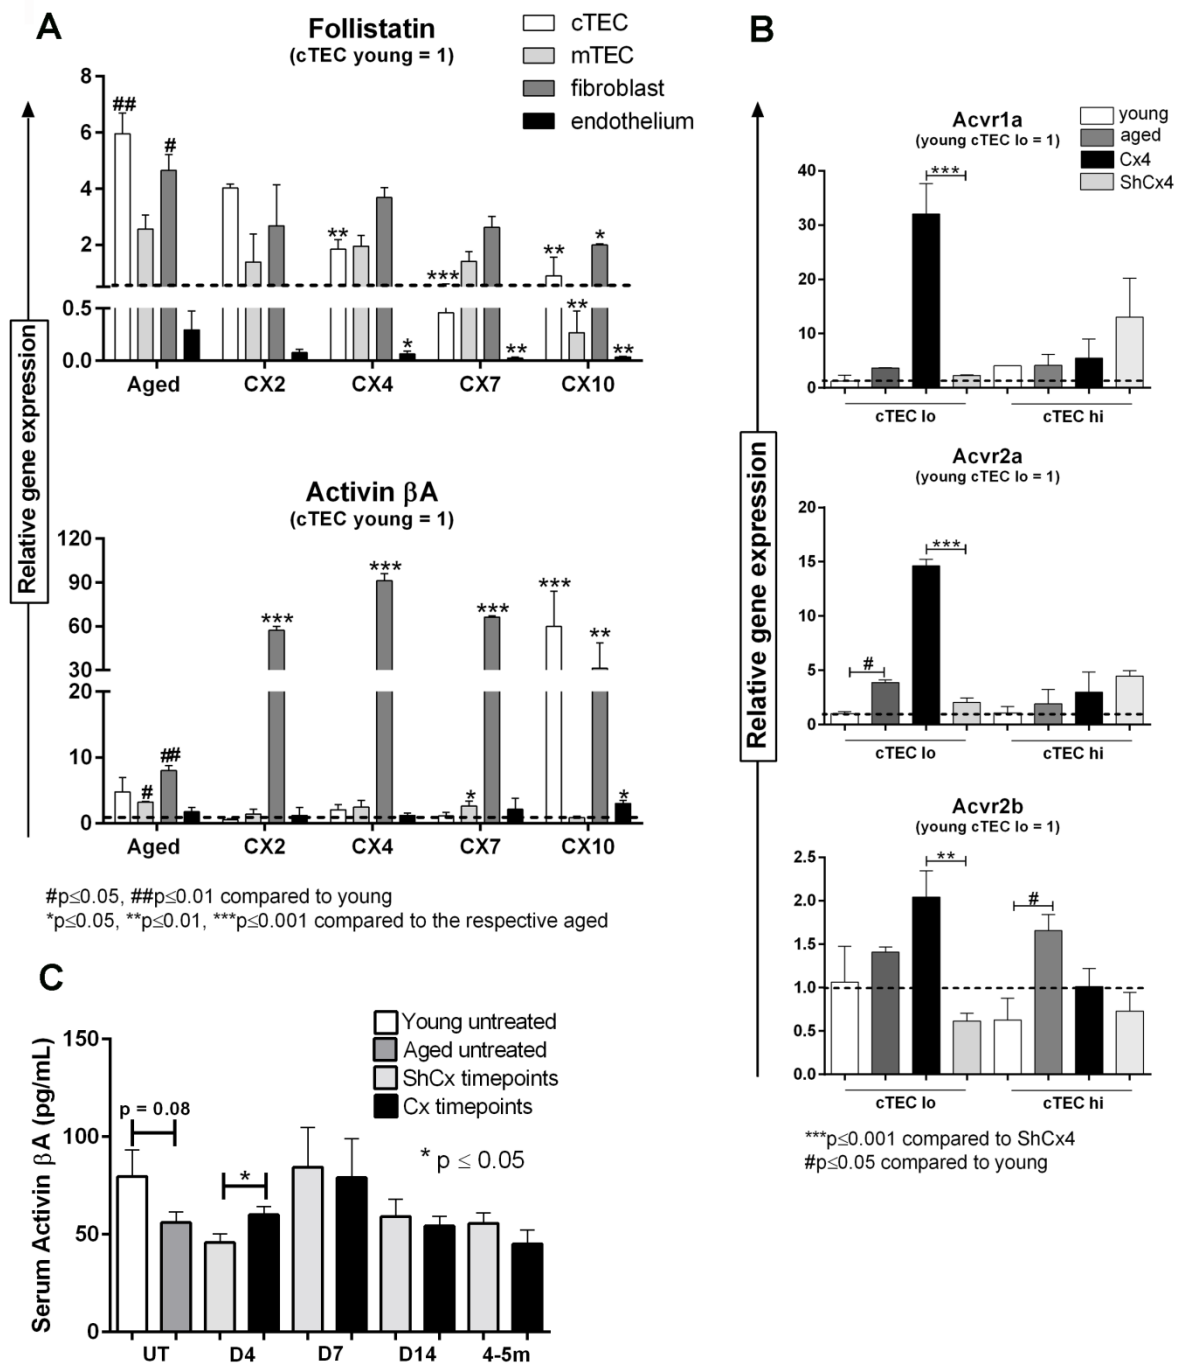 A
Follistatin
(cTEC young = 1)
cTEC
mTEC
fibroblast
endothelium
Relative gene expression
8
6
4
2
0.5
0.0
##
#
**
*
***
**
**
**
*
**
Aged CX2 CX4 CX7 CX10
Activin βA
(cTEC young = 1)
120
90
60
30
20
10
0
#
##
***
***
***
*
***
**
*
Aged CX2 CX4 CX7 CX10
#p≤0.05, ##p≤0.01 compared to young
*p≤0.05, **p≤0.01, ***p≤0.001 compared to the respective aged
B
Relative gene expression
Acvr1a
(young cTEC lo = 1)
young
aged
Cx4
ShCx4
40
30
20
10
0
***
cTEC lo cTEC hi
Acvr2a
(young cTEC lo = 1)
20
15
10
5
0
#
***
cTEC lo cTEC hi
Acvr2b
(young cTEC lo = 1)
2.5
2.0
1.5
1.0
0.5
0.0
**
#
cTEC lo cTEC hi
***p≤0.001 compared to ShCx4
#p≤0.05 compared to young
C
Serum Activin βA (pg/mL)
150
100
50
0
Young untreated
Aged untreated
ShCx timepoints
Cx timepoints
p = 0.08
*
* p ≤ 0.05
UT D4 D7 D14 4-5m